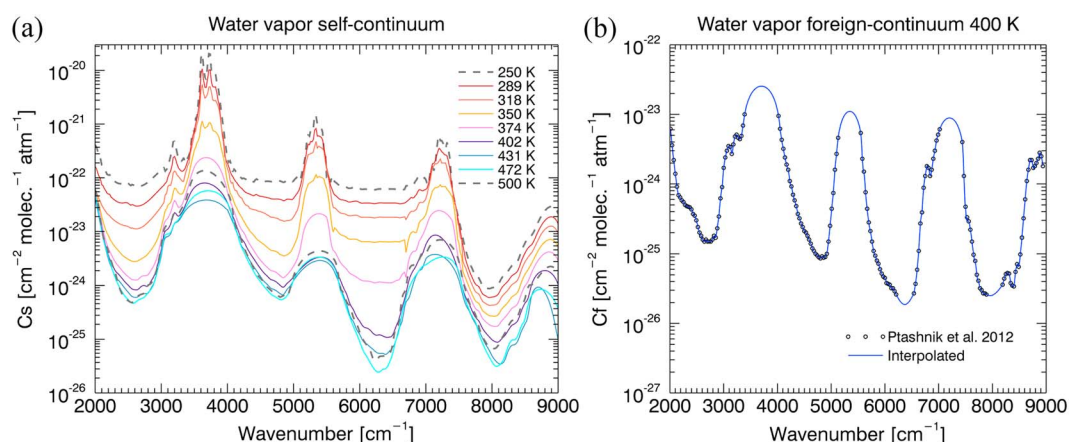 (a) Water vapor self-continuum
Cs [cm⁻² molec.⁻¹ atm⁻¹]
10⁻²⁰
10⁻²¹
10⁻²²
10⁻²³
10⁻²⁴
10⁻²⁵
10⁻²⁶
250 K
289 K
318 K
350 K
374 K
402 K
431 K
472 K
500 K
2000 3000 4000 5000 6000 7000 8000 9000
Wavenumber [cm⁻¹]
(b) Water vapor foreign-continuum 400 K
Cf [cm⁻² molec.⁻¹ atm⁻¹]
10⁻²²
10⁻²³
10⁻²⁴
10⁻²⁵
10⁻²⁶
10⁻²⁷
Ptashnik et al. 2012
Interpolated
2000 3000 4000 5000 6000 7000 8000 9000
Wavenumber [cm⁻¹]